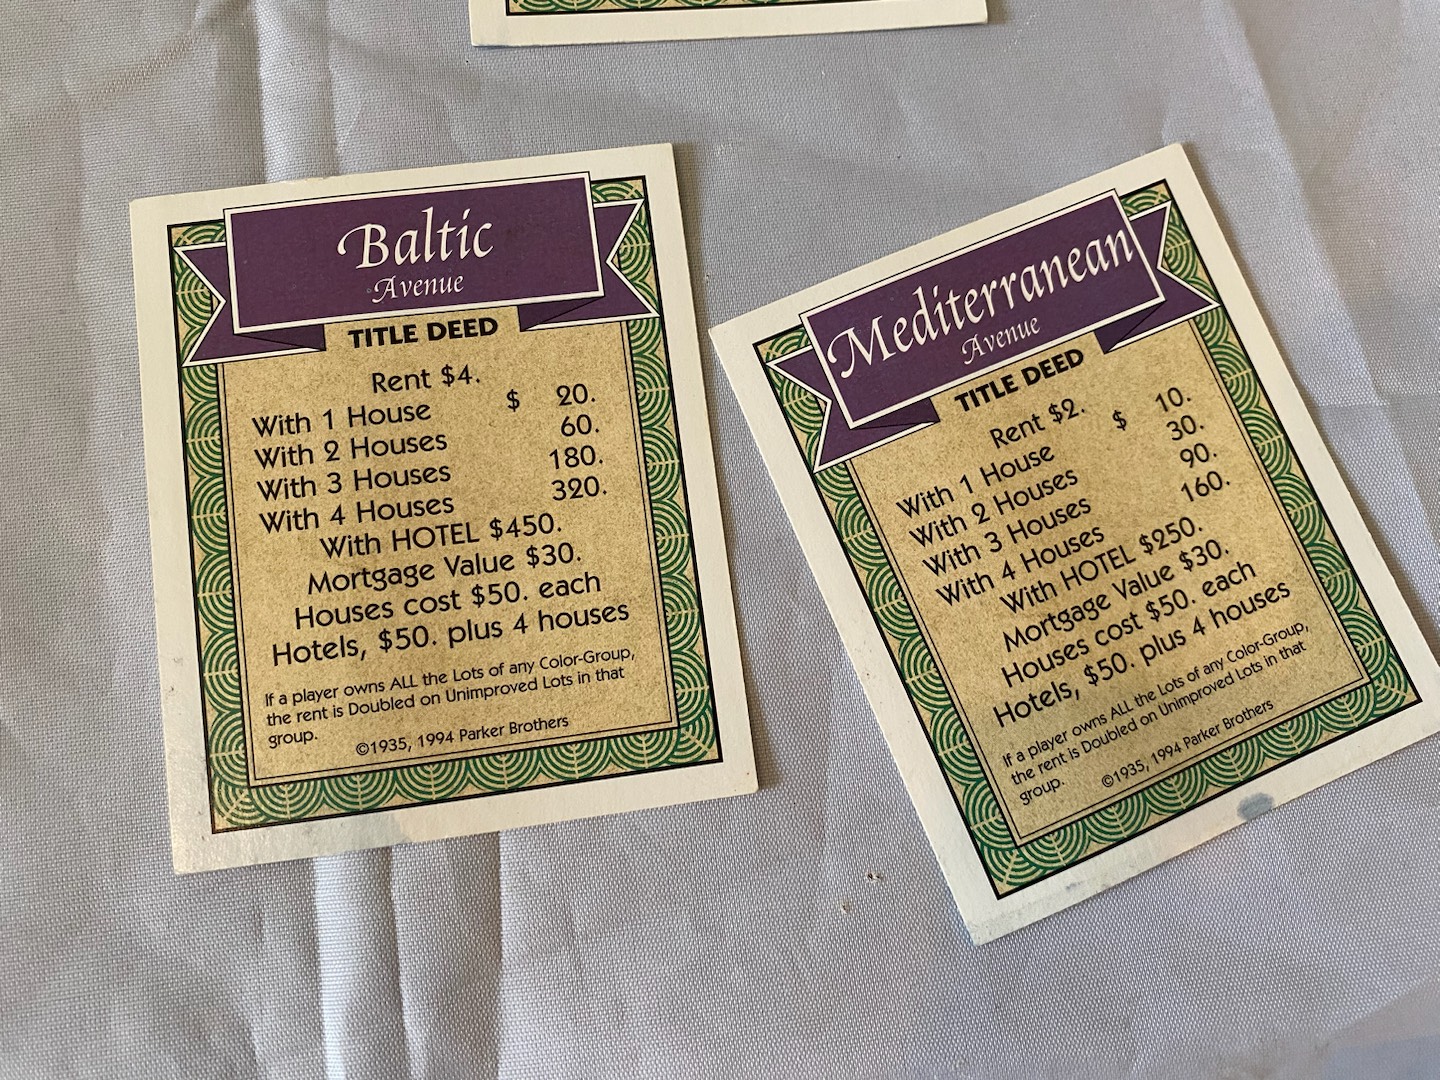 Baltic
Avenue
TITLE DEED
Rent $4.
With 1 House $ 20.
With 2 Houses 60.
With 3 Houses 180.
With 4 Houses 320.
With HOTEL $450.
Mortgage Value $30.
Houses cost $50. each
Hotels, $50. plus 4 houses
If a player owns ALL the Lots of any Color-Group,
the rent is Doubled on Unimproved Lots in that
group.
©1935, 1994 Parker Brothers
Mediterranean
Avenue
TITLE DEED
Rent $2.
With 1 House $ 10.
With 2 Houses 30.
With 3 Houses 90.
With 4 Houses 160.
With HOTEL $250.
Mortgage Value $30.
Houses cost $50. each
Hotels, $50. plus 4 houses
If a player owns ALL the Lots of any Color-Group,
the rent is Doubled on Unimproved Lots in that
group.
©1935, 1994 Parker Brothers